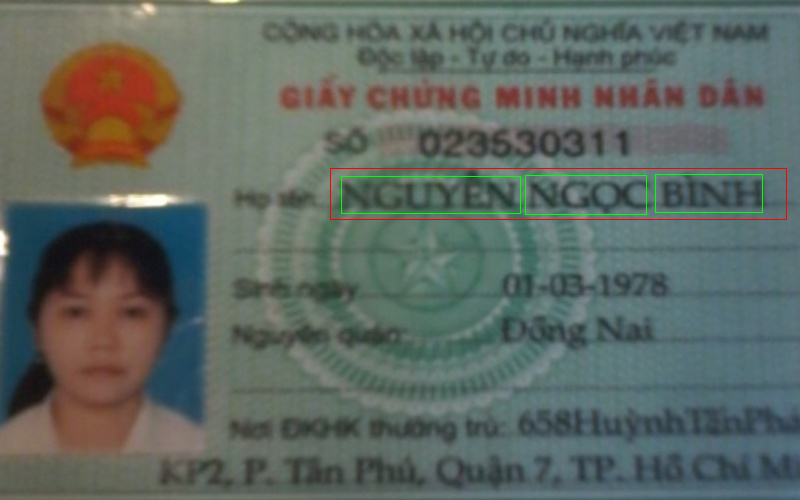 CỘNG HÒA XÃ HỘI CHỦ NGHĨA VIỆT NAM
Độc lập - Tự do - Hạnh phúc
GIẤY CHỨNG MINH NHÂN DÂN
SỐ 023530311
Họ tên: NGUYỄN NGỌC BÌNH
Sinh ngày 01-03-1978
Nguyên quán: Đồng Nai
Nơi ĐKHK thường trú: 658HuỳnhTấnPhá
KP2, P. Tân Phú, Quận 7, TP. Hồ Chí Mi